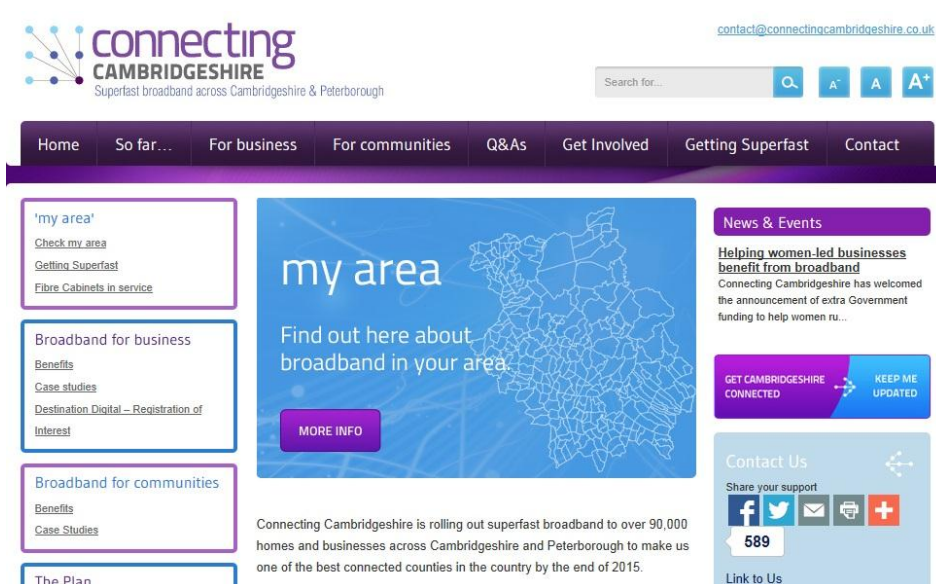 contact@connectingcambridgeshire.co.uk
connecting
CAMBRIDGESHIRE
Superfast broadband across Cambridgeshire & Peterborough
Search for...
A-
A
A+
Home
So far...
For business
For communities
Q&As
Get Involved
Getting Superfast
Contact
'my area'
Check my area
Getting Superfast
Fibre Cabinets in service
Broadband for business
Benefits
Case studies
Destination Digital – Registration of
Interest
Broadband for communities
Benefits
Case Studies
The Plan
my area
Find out here about
broadband in your area.
MORE INFO
Connecting Cambridgeshire is rolling out superfast broadband to over 90,000
homes and businesses across Cambridgeshire and Peterborough to make us
one of the best connected counties in the country by the end of 2015.
News & Events
Helping women-led businesses
benefit from broadband
Connecting Cambridgeshire has welcomed
the announcement of extra Government
funding to help women ru...
GET CAMBRIDGESHIRE
CONNECTED
KEEP ME
UPDATED
Contact Us
Share your support
589
Link to Us